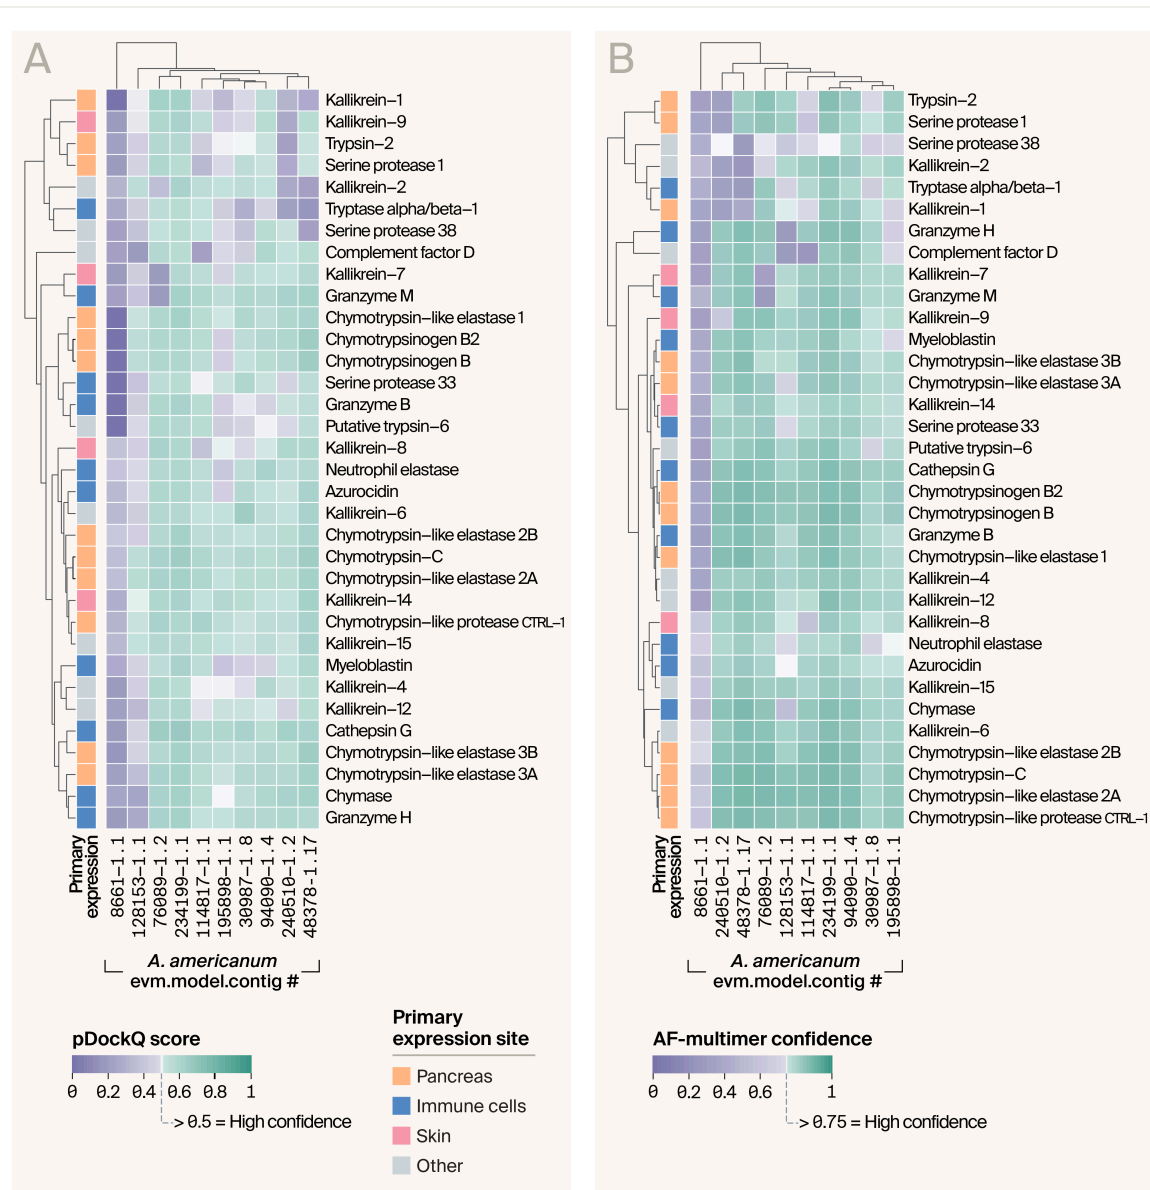 A
Kallikrein–1
Kallikrein–9
Trypsin–2
Serine protease 1
Kallikrein–2
Tryptase alpha/beta–1
Serine protease 38
Complement factor D
Kallikrein–7
Granzyme M
Chymotrypsin–like elastase 1
Chymotrypsinogen B2
Chymotrypsinogen B
Serine protease 33
Granzyme B
Putative trypsin–6
Kallikrein–8
Neutrophil elastase
Azurocidin
Kallikrein–6
Chymotrypsin–like elastase 2B
Chymotrypsin–C
Chymotrypsin–like elastase 2A
Kallikrein–14
Chymotrypsin–like protease CTRL–1
Kallikrein–15
Myeloblastin
Kallikrein–4
Kallikrein–12
Cathepsin G
Chymotrypsin–like elastase 3B
Chymotrypsin–like elastase 3A
Chymase
Granzyme H
Primary
expression
8661–1.1
128153–1.1
76089–1.2
234199–1.1
114817–1.1
195898–1.1
30987–1.8
94090–1.4
240510–1.2
48378–1.17
A. americanum
evm.model.contig #
pDockQ score
0 0.2 0.4 0.6 0.8 1
> 0.5 = High confidence
Primary
expression site
Pancreas
Immune cells
Skin
Other
B
Trypsin–2
Serine protease 1
Serine protease 38
Kallikrein–2
Tryptase alpha/beta–1
Kallikrein–1
Granzyme H
Complement factor D
Kallikrein–7
Granzyme M
Kallikrein–9
Myeloblastin
Chymotrypsin–like elastase 3B
Chymotrypsin–like elastase 3A
Kallikrein–14
Serine protease 33
Putative trypsin–6
Cathepsin G
Chymotrypsinogen B2
Chymotrypsinogen B
Granzyme B
Chymotrypsin–like elastase 1
Kallikrein–4
Kallikrein–12
Kallikrein–8
Neutrophil elastase
Azurocidin
Kallikrein–15
Chymase
Kallikrein–6
Chymotrypsin–like elastase 2B
Chymotrypsin–C
Chymotrypsin–like elastase 2A
Chymotrypsin–like protease CTRL–1
Primary
expression
8661–1.1
240510–1.2
48378–1.17
76089–1.2
128153–1.1
114817–1.1
234199–1.1
94090–1.4
30987–1.8
195898–1.1
A. americanum
evm.model.contig #
AF–multimer confidence
0 0.2 0.4 0.6 1
> 0.75 = High confidence